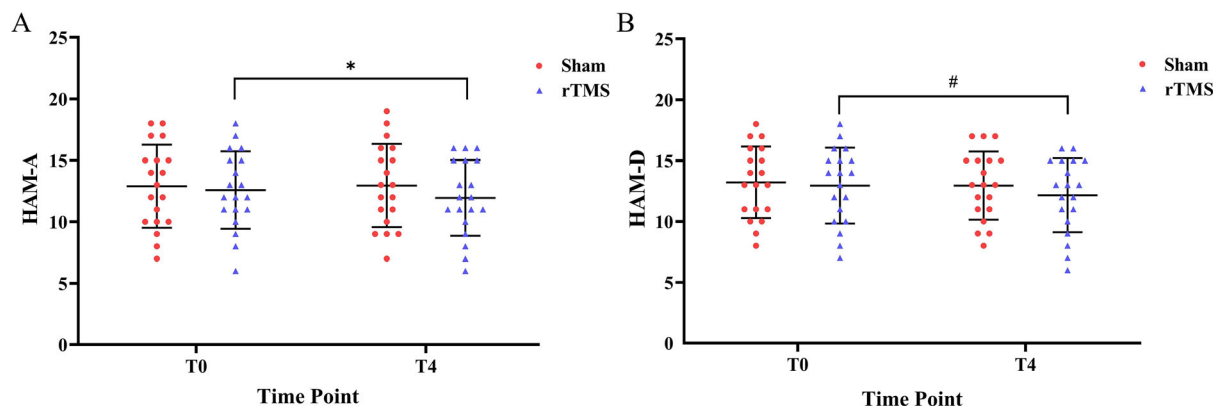 A
25
20
15
10
5
0
HAM-A
*
Sham
rTMS
T0
T4
Time Point
B
25
20
15
10
5
0
HAM-D
#
Sham
rTMS
T0
T4
Time Point